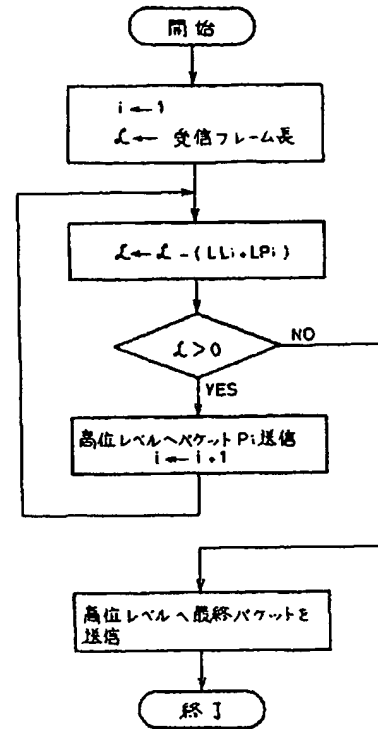 開始
i ← 1
ℒ ← 受信フレーム長
ℒ ← ℒ - (LLi + LPi)
ℒ > 0
NO
YES
高位レベルへパケット Pi 送信
i ← i + 1
高位レベルへ最終パケットを
送信
終了